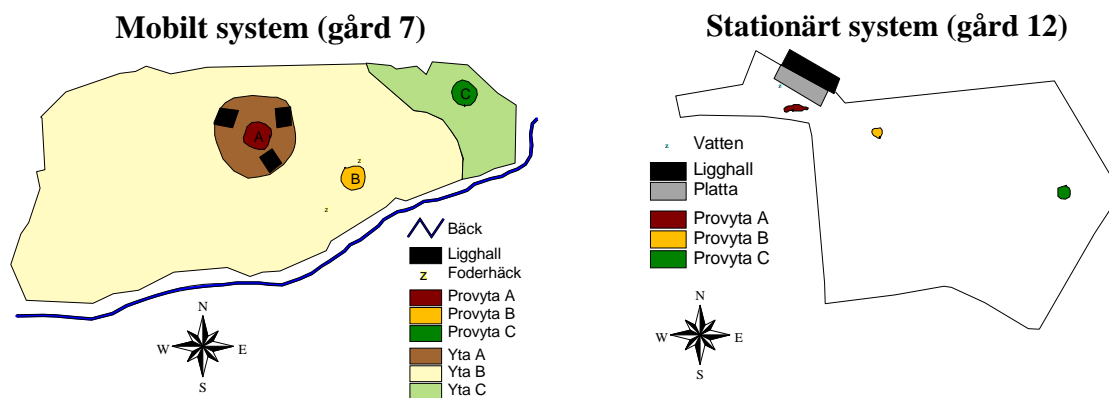 Mobilt system (gård 7)
A
B
C
Bäck
Ligghall
z Foderhäck
Provyta A
Provyta B
Provyta C
Yta A
Yta B
Yta C
N
W E
S
z
z
Stationärt system (gård 12)
z
z Vatten
Ligghall
Platta
Provyta A
Provyta B
Provyta C
N
W E
S